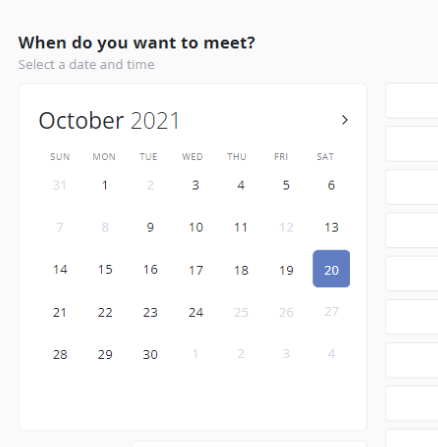 When do you want to meet?
Select a date and time
October 2021
SUN MON TUE WED THU FRI SAT
31 1 2 3 4 5 6
7 8 9 10 11 12 13
14 15 16 17 18 19 20
21 22 23 24 25 26 27
28 29 30 1 2 3 4